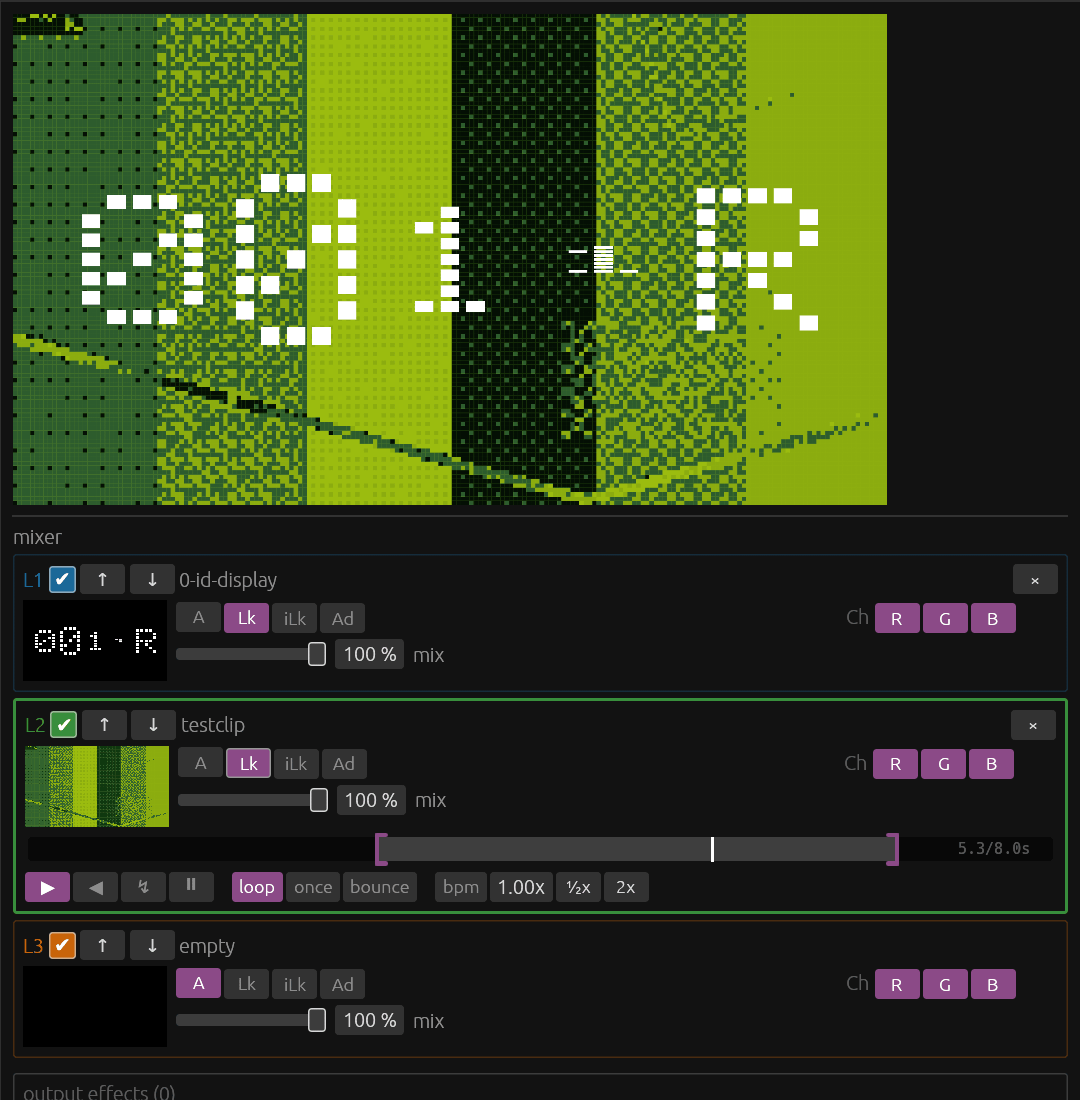 001·R
mixer
L1 ✔ ↑ ↓ 0-id-display ×
A Lk iLk Ad Ch R G B
001·R
100 % mix
L2 ✔ ↑ ↓ testclip ×
A Lk iLk Ad Ch R G B
100 % mix
5.3/8.0s
▶ ◀ ↯ ⏸ loop once bounce bpm 1.00x ½x 2x
L3 ✔ ↑ ↓ empty
A Lk iLk Ad Ch R G B
100 % mix
output effects (0)